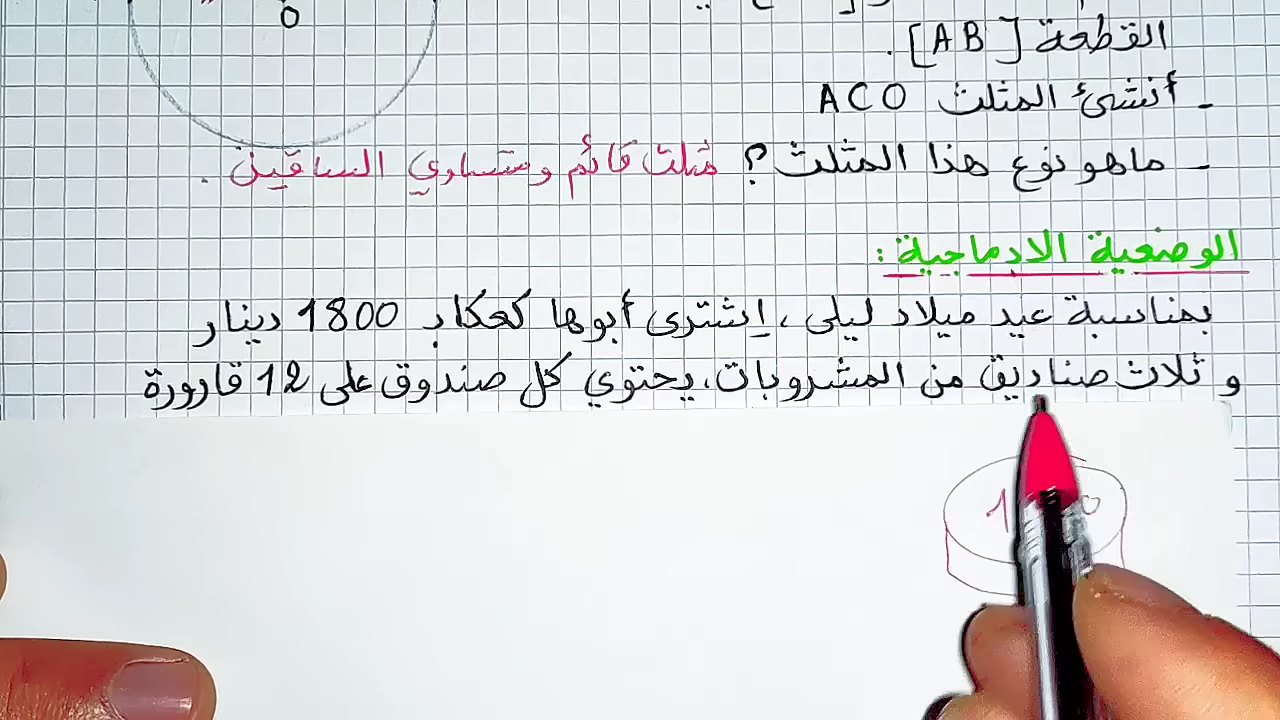 O
القطعة [AB].
- أنشئ المثلث ACO
- ماهو نوع هذا المثلث؟ مثلث قائم ومتساوي الساقين.
الوضعية الادماجية:
بمناسبة عيد ميلاد ليلى، إشترى أبوها كعكا بـ 1800 دينار
و ثلاث صناديق من المشروبات، يحتوي كل صندوق على 12 قارورة